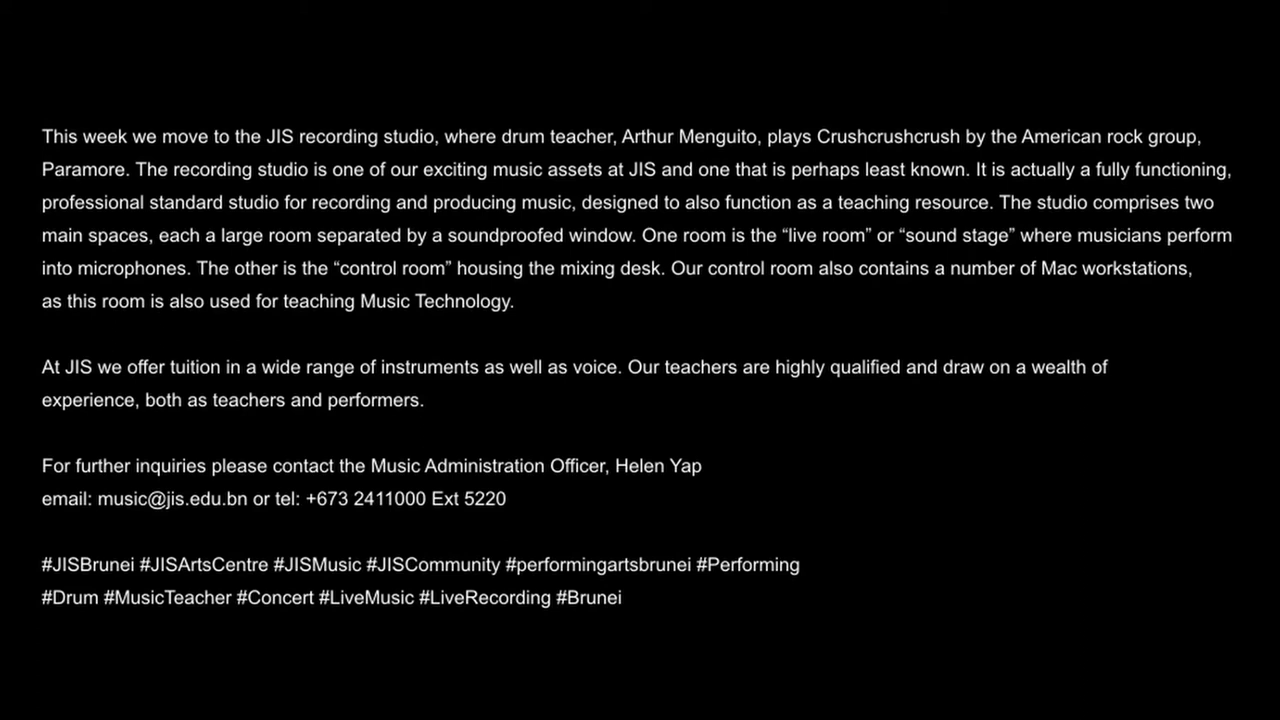 This week we move to the JIS recording studio, where drum teacher, Arthur Menguito, plays Crushcrushcrush by the American rock group,
Paramore. The recording studio is one of our exciting music assets at JIS and one that is perhaps least known. It is actually a fully functioning,
professional standard studio for recording and producing music, designed to also function as a teaching resource. The studio comprises two
main spaces, each a large room separated by a soundproofed window. One room is the “live room” or “sound stage” where musicians perform
into microphones. The other is the “control room” housing the mixing desk. Our control room also contains a number of Mac workstations,
as this room is also used for teaching Music Technology.
At JIS we offer tuition in a wide range of instruments as well as voice. Our teachers are highly qualified and draw on a wealth of
experience, both as teachers and performers.
For further inquiries please contact the Music Administration Officer, Helen Yap
email: music@jis.edu.bn or tel: +673 2411000 Ext 5220
#JISBrunei #JISArtsCentre #JISMusic #JISCommunity #performingartsbrunei #Performing
#Drum #MusicTeacher #Concert #LiveMusic #LiveRecording #Brunei